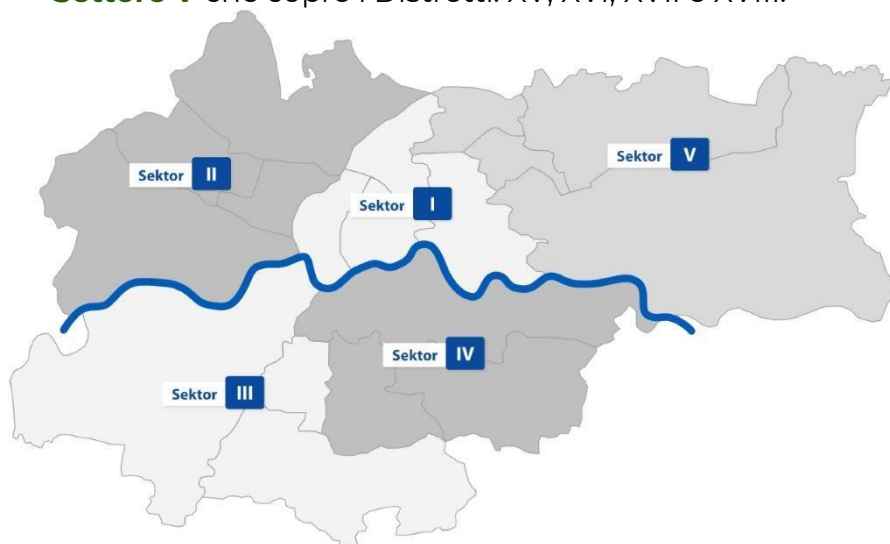 Settore V che copre i Distretti: XV, XVI, XVII e XVIII.
Sektor II
Sektor V
Sektor I
Sektor IV
Sektor III